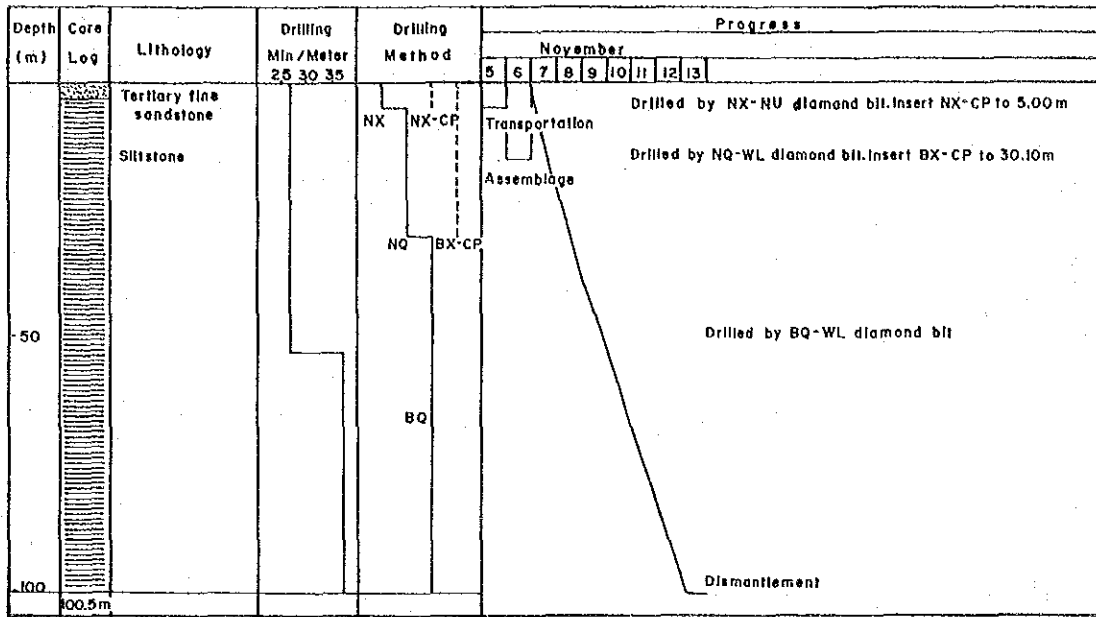 Depth
(m)
Core
Log
Lithology
Drilling
Min/Meter
25 30 35
Drilling
Method
Progress
November
5 6 7 8 9 10 11 12 13
Tertiary fine
sandstone
Siltstone
NX NX-CP
NQ BX-CP
BQ
Transportation
Assemblage
Drilled by NX-NU diamond bit.Insert NX-CP to 5.00m
Drilled by NQ-WL diamond bit.Insert BX-CP to 30.10m
-50
Drilled by BQ-WL diamond bit
-100
Dismantlement
100.5m